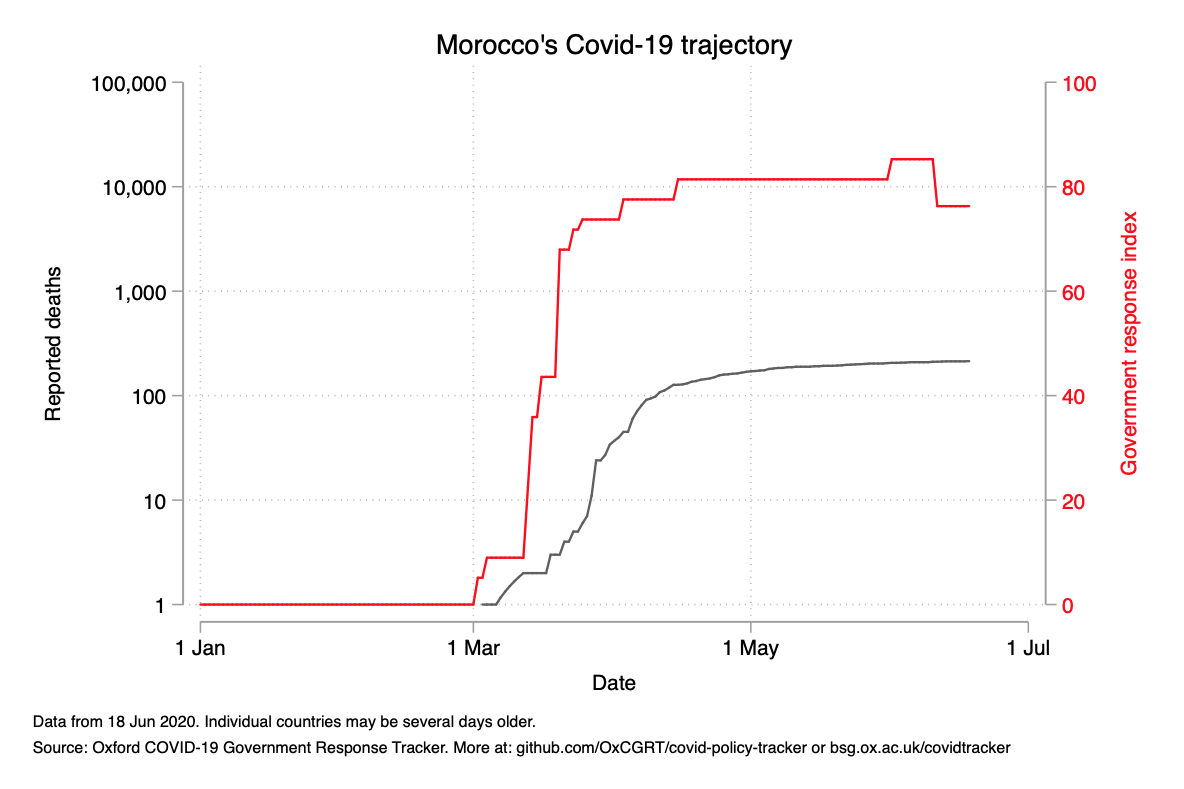 Morocco's Covid-19 trajectory
100,000
10,000
1,000
100
10
1
Reported deaths
100
80
60
40
20
0
Government response index
1 Jan
1 Mar
1 May
1 Jul
Date
Data from 18 Jun 2020. Individual countries may be several days older.
Source: Oxford COVID-19 Government Response Tracker. More at: github.com/OxCGRT/covid-policy-tracker or bsg.ox.ac.uk/covidtracker